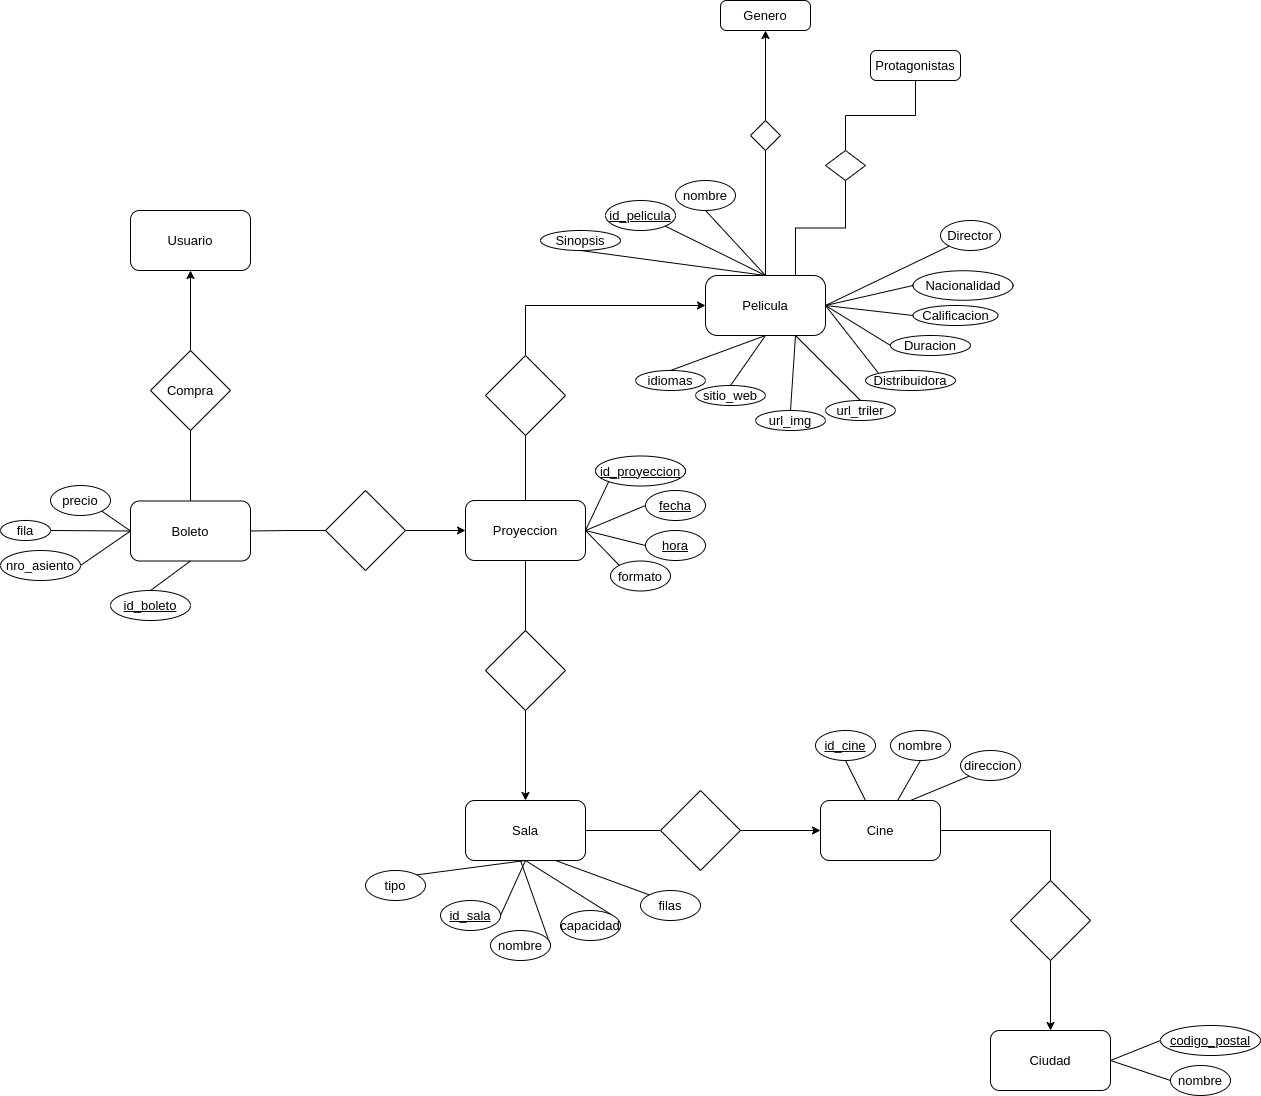 Genero
Protagonistas
nombre
id_pelicula
Sinopsis
Usuario
Director
Nacionalidad
Pelicula
Calificacion
Duracion
idiomas
Distribuidora
Compra
sitio_web
url_triler
url_img
id_proyeccion
precio
fecha
fila
Boleto
Proyeccion
hora
nro_asiento
formato
id_boleto
id_cine
nombre
direccion
Sala
Cine
tipo
filas
id_sala
capacidad
nombre
codigo_postal
Ciudad
nombre